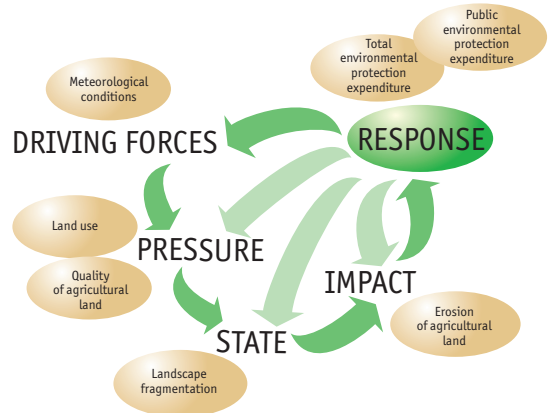 Public
environmental
protection
expenditure
Total
environmental
protection
expenditure
Meteorological
conditions
DRIVING FORCES
RESPONSE
Land use
PRESSURE
Quality
of agricultural
land
IMPACT
Erosion
of agricultural
land
STATE
Landscape
fragmentation